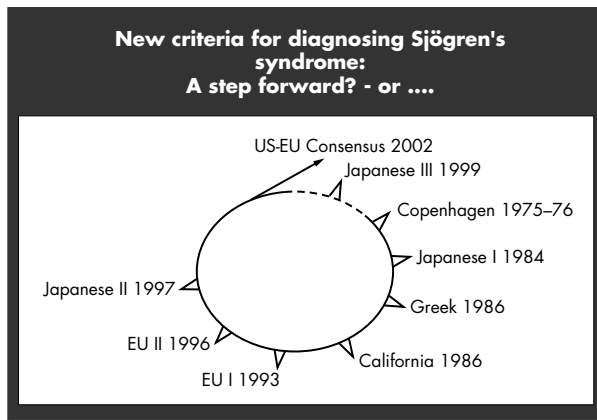 New criteria for diagnosing Sjögren's
syndrome:
A step forward? - or ....
US-EU Consensus 2002
Japanese III 1999
Copenhagen 1975–76
Japanese I 1984
Greek 1986
California 1986
EU I 1993
EU II 1996
Japanese II 1997